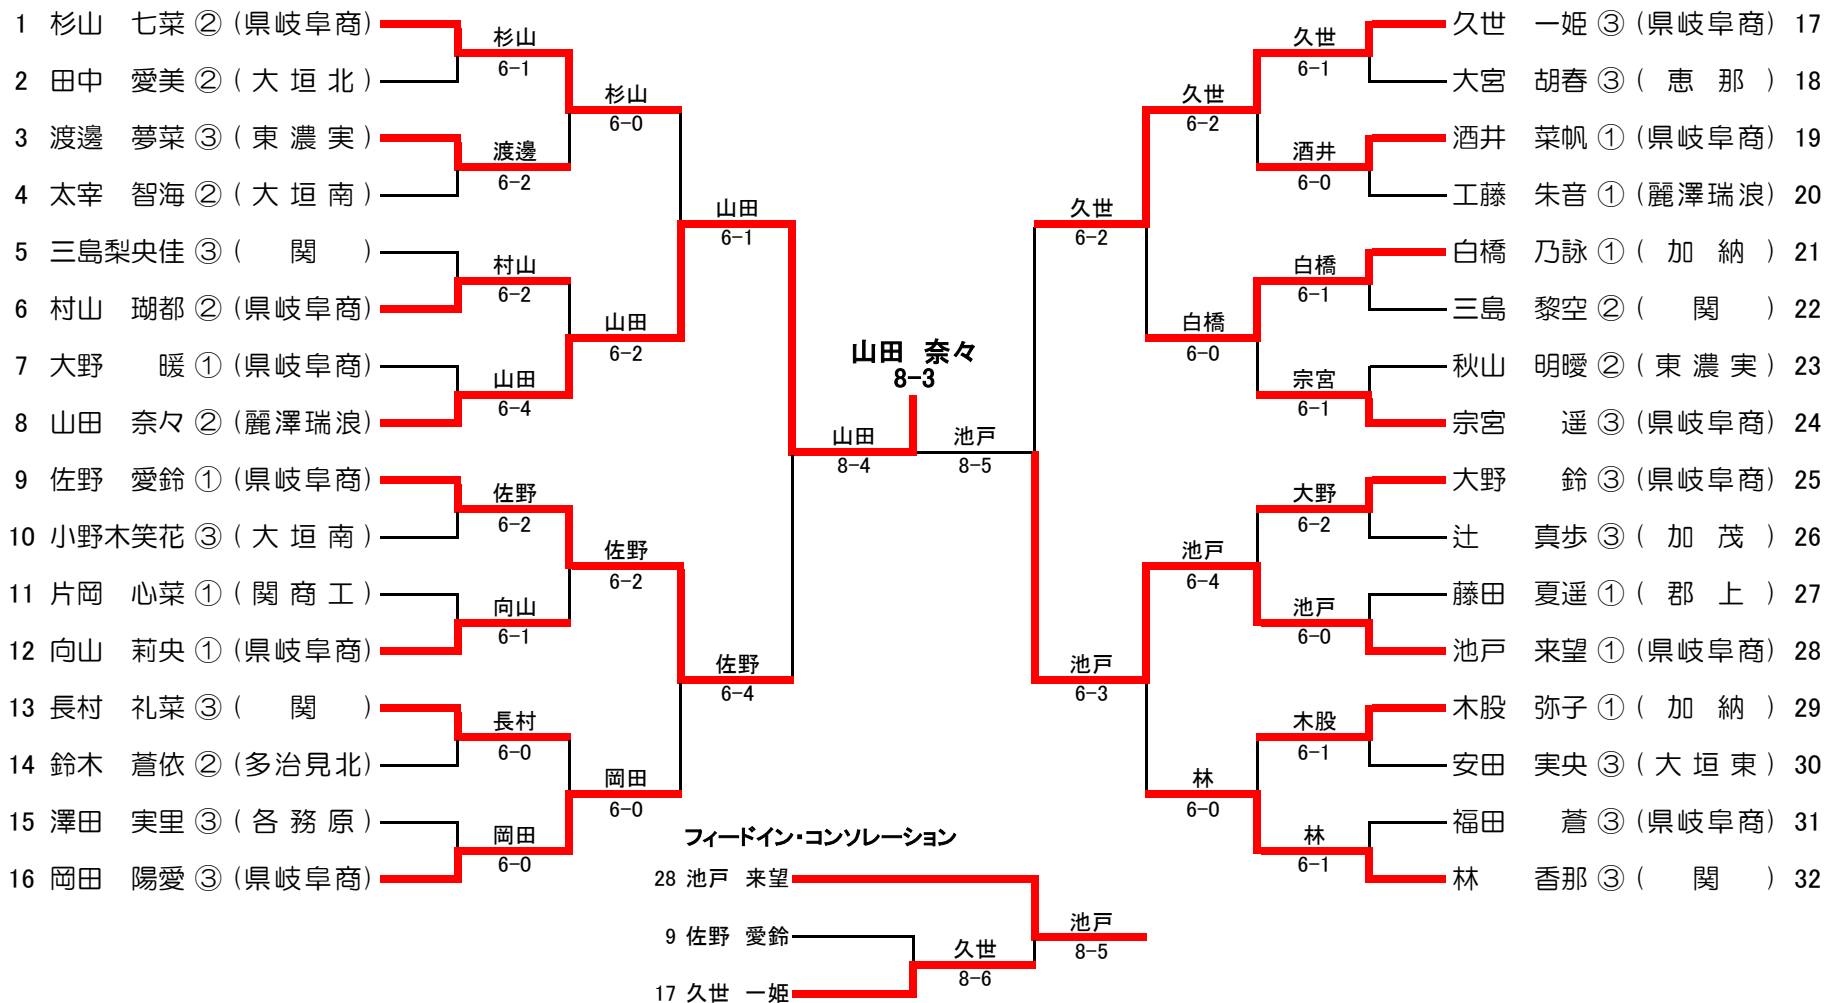 1 杉山 七菜 ② (県岐阜商)
2 田中 愛美 ② (大垣北)
3 渡邊 夢菜 ③ (東濃実)
4 太宰 智海 ② (大垣南)
5 三島梨央佳 ③ (関)
6 村山 瑚都 ② (県岐阜商)
7 大野 暖 ① (県岐阜商)
8 山田 奈々 ② (麗澤瑞浪)
9 佐野 愛鈴 ① (県岐阜商)
10 小野木笑花 ③ (大垣南)
11 片岡 心菜 ① (関商工)
12 向山 莉央 ① (県岐阜商)
13 長村 礼菜 ③ (関)
14 鈴木 蒼依 ② (多治見北)
15 澤田 実里 ③ (各務原)
16 岡田 陽愛 ③ (県岐阜商)
杉山
6-1
渡邊
6-2
村山
6-2
山田
6-4
佐野
6-2
向山
6-1
長村
6-0
岡田
6-0
杉山
6-0
山田
6-2
佐野
6-2
岡田
6-0
山田
6-1
佐野
6-4
山田
8-4
山田 奈々
8-3
池戸
8-5
久世
6-2
池戸
6-3
久世
6-2
白橋
6-0
池戸
6-4
林
6-0
久世
6-1
酒井
6-0
白橋
6-1
宗宮
6-1
大野
6-2
池戸
6-0
木股
6-1
林
6-1
久世 一姫 ③ (県岐阜商) 17
大宮 胡春 ③ (恵那) 18
酒井 菜帆 ① (県岐阜商) 19
工藤 朱音 ① (麗澤瑞浪) 20
白橋 乃詠 ① (加納) 21
三島 黎空 ② (関) 22
秋山 明曖 ② (東濃実) 23
宗宮 遥 ③ (県岐阜商) 24
大野 鈴 ③ (県岐阜商) 25
辻 真歩 ③ (加茂) 26
藤田 夏遥 ① (郡上) 27
池戸 来望 ① (県岐阜商) 28
木股 弥子 ① (加納) 29
安田 実央 ③ (大垣東) 30
福田 蒼 ③ (県岐阜商) 31
林 香那 ③ (関) 32
フィードイン・コンソレーション
28 池戸 来望
9 佐野 愛鈴
17 久世 一姫
久世
8-6
池戸
8-5